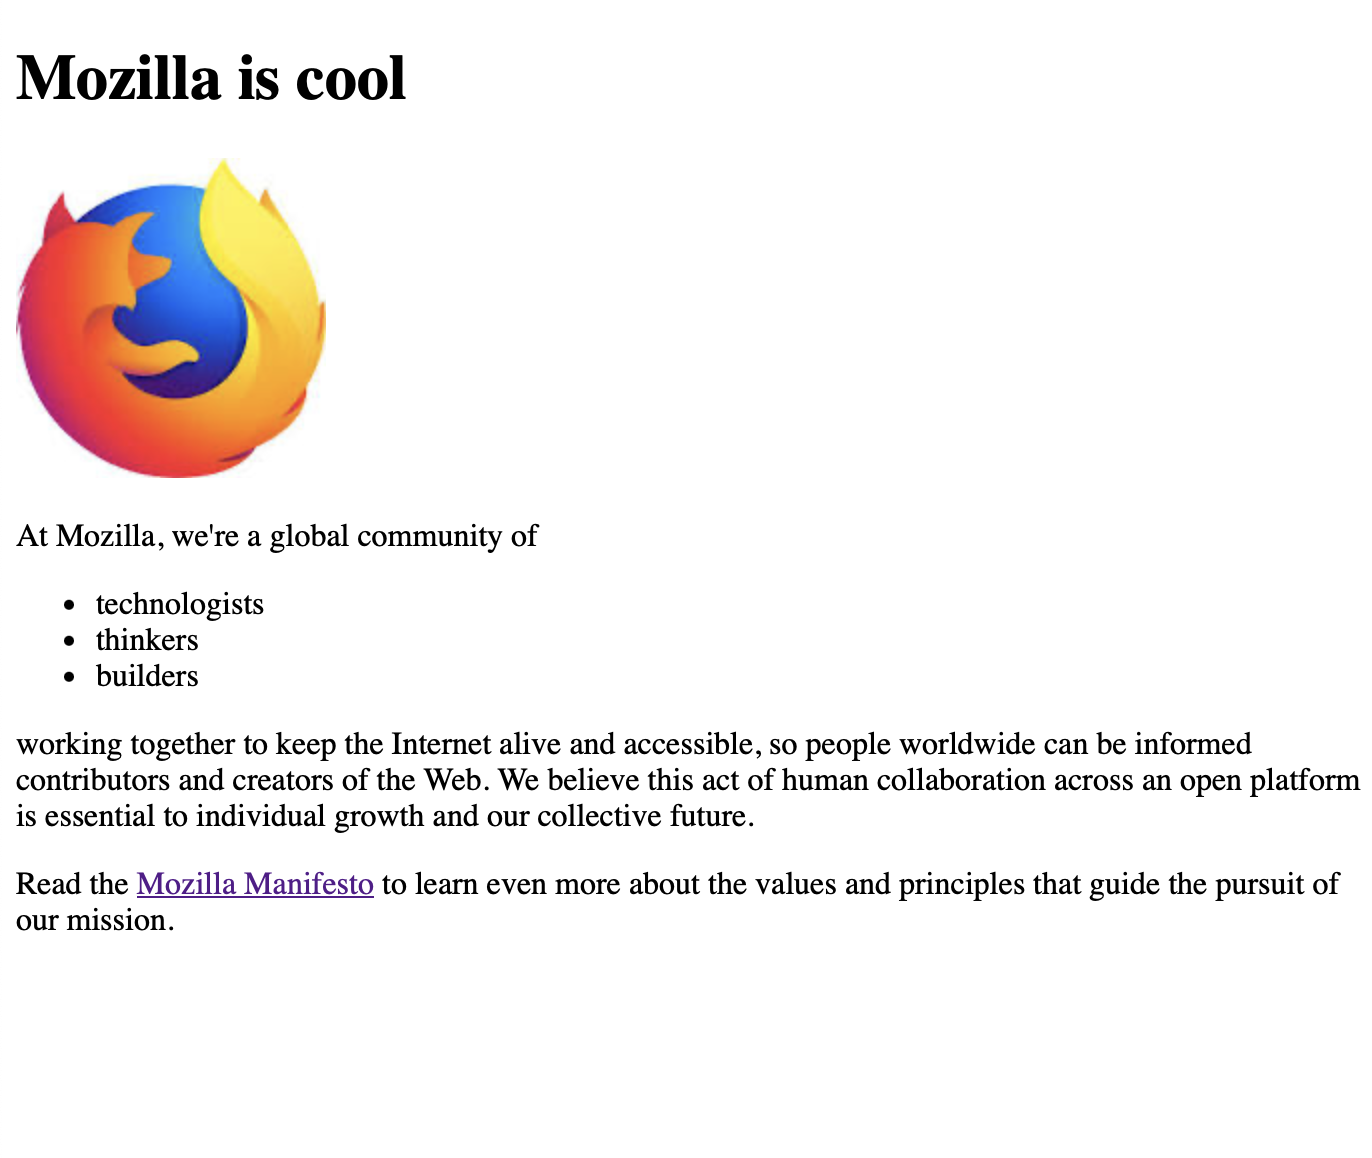 Mozilla is cool
At Mozilla, we're a global community of
• technologists
• thinkers
• builders
working together to keep the Internet alive and accessible, so people worldwide can be informed
contributors and creators of the Web. We believe this act of human collaboration across an open platform
is essential to individual growth and our collective future.
Read the Mozilla Manifesto to learn even more about the values and principles that guide the pursuit of
our mission.